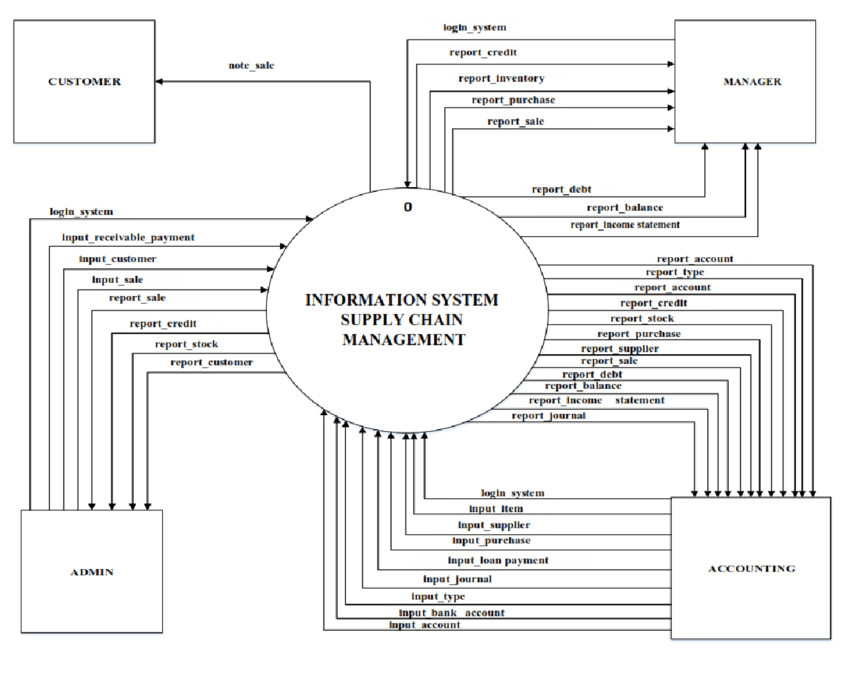 login_system
report_credit
report_inventory
report_purchase
report_sale
note_sale
CUSTOMER
MANAGER
report_debt
report_balance
report_income statement
0
login_system
input_receivable_payment
input_customer
input_sale
report_sale
report_credit
report_stock
report_customer
INFORMATION SYSTEM
SUPPLY CHAIN
MANAGEMENT
report_account
report_type
report_account
report_credit
report_stock
report_purchase
report_supplier
report_sale
report_debt
report_balance
report_income statement
report_journal
login_system
input_item
input_supplier
input_purchase
input_loan payment
input_journal
input_type
input_bank account
input_account
ADMIN
ACCOUNTING